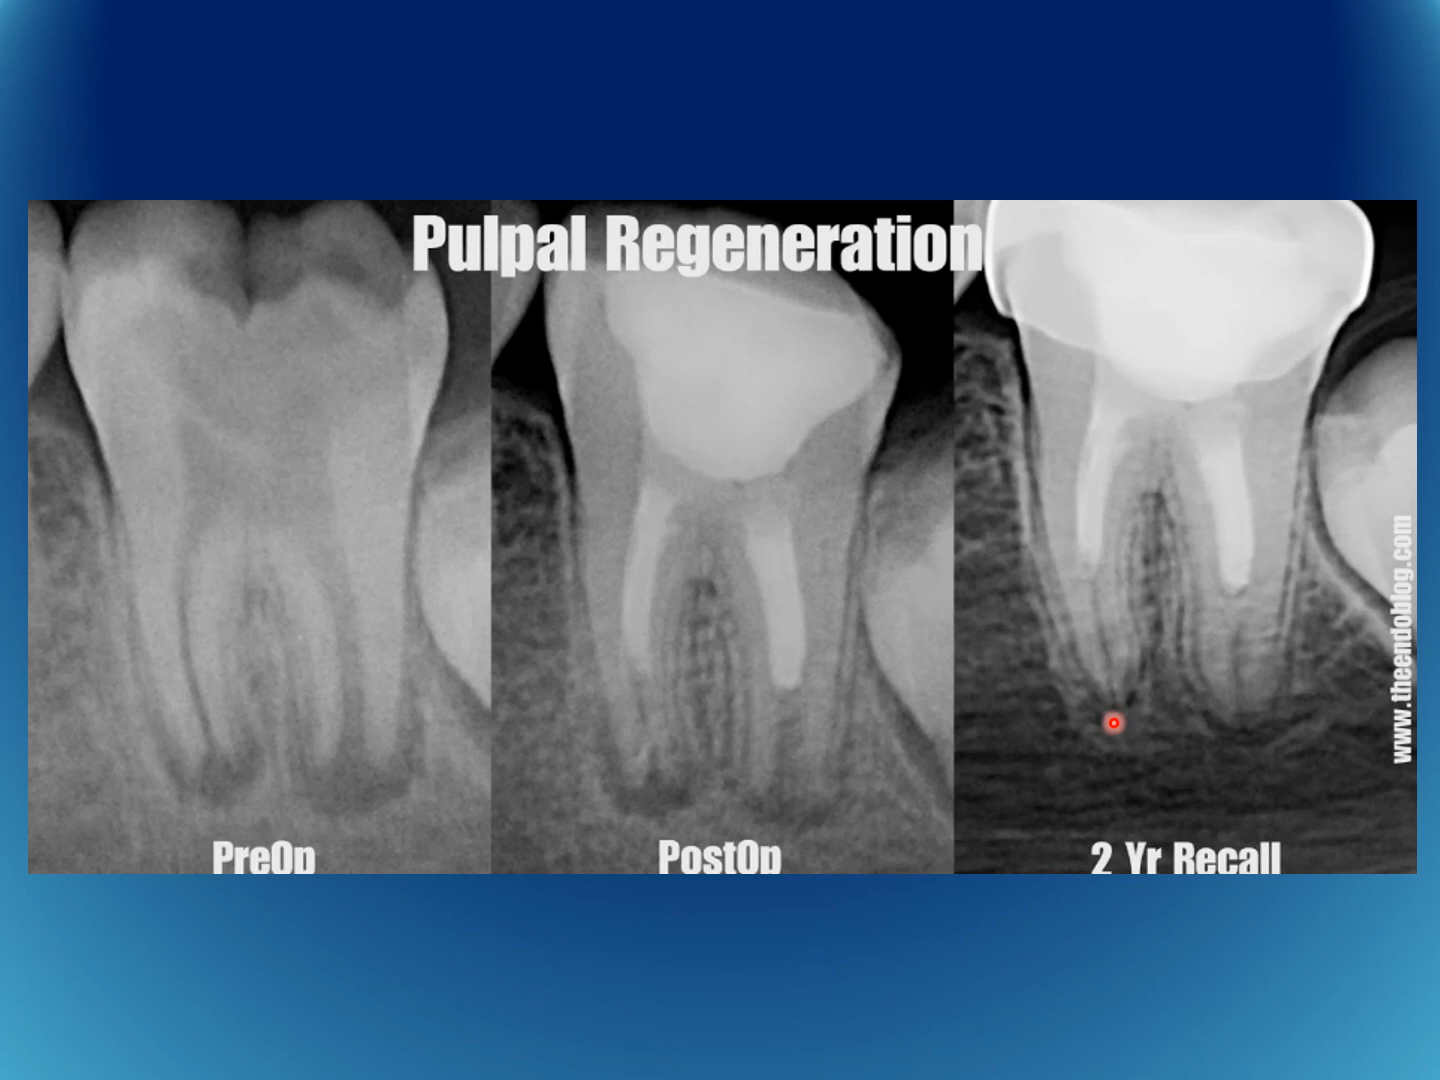 Pulpal Regeneration
PreOp
PostOp
2 Yr Recall
www.theendoblog.com